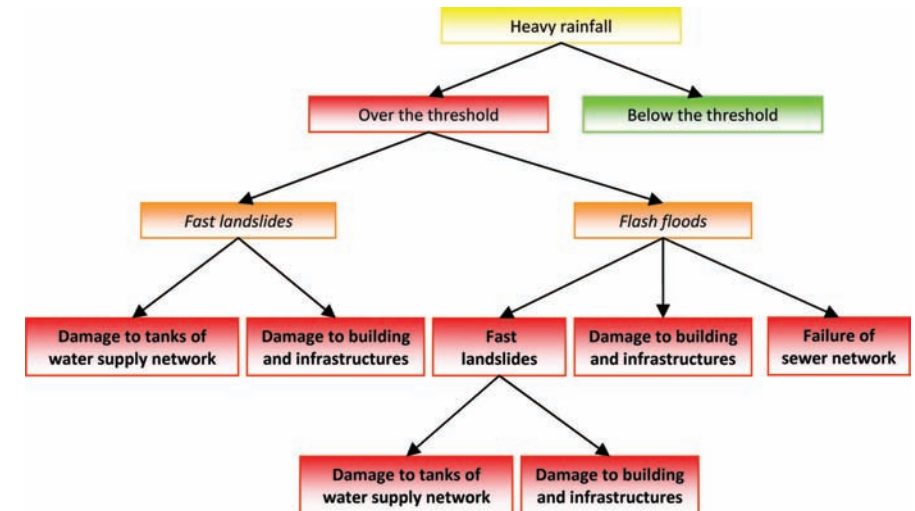 Heavy rainfall
Over the threshold
Below the threshold
Fast landslides
Flash floods
Damage to tanks of
water supply network
Damage to building
and infrastructures
Fast
landslides
Damage to building
and infrastructures
Failure of
sewer network
Damage to tanks of
water supply network
Damage to building
and infrastructures